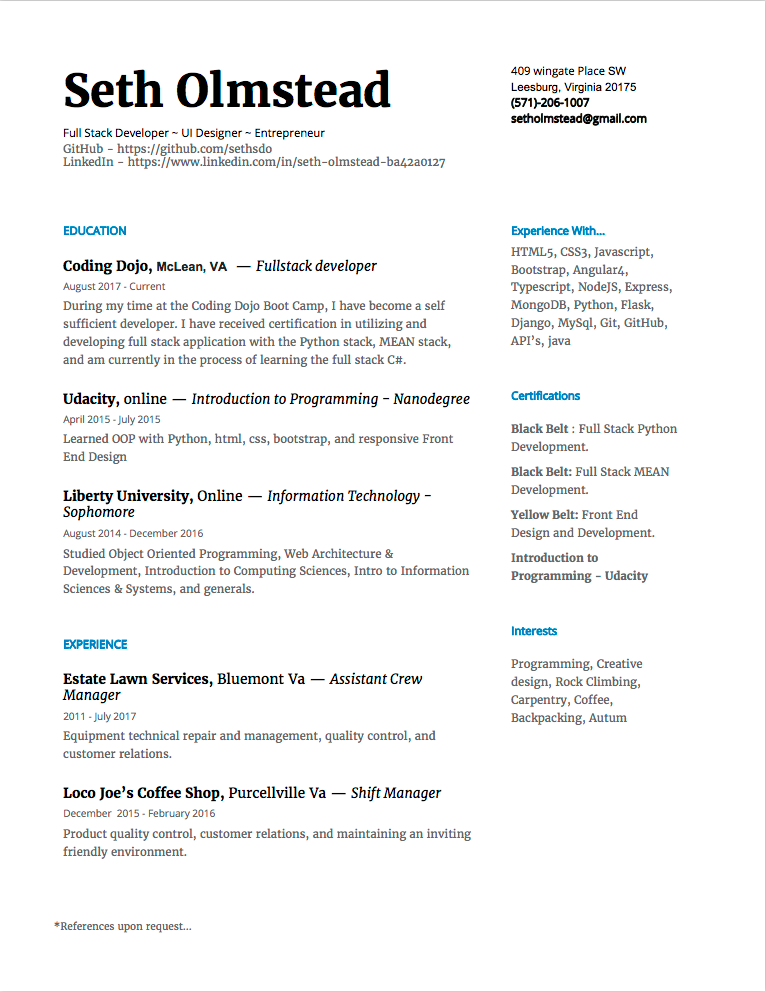 Seth Olmstead
Full Stack Developer ~ UI Designer ~ Entrepreneur
GitHub - https://github.com/sethsdo
LinkedIn - https://www.linkedin.com/in/seth-olmstead-ba42a0127
409 wingate Place SW
Leesburg, Virginia 20175
(571)-206-1007
setholmstead@gmail.com
EDUCATION
Coding Dojo, McLean, VA — Fullstack developer
August 2017 - Current
During my time at the Coding Dojo Boot Camp, I have become a self
sufficient developer. I have received certification in utilizing and
developing full stack application with the Python stack, MEAN stack,
and am currently in the process of learning the full stack C#.
Udacity, online — Introduction to Programming - Nanodegree
April 2015 - July 2015
Learned OOP with Python, html, css, bootstrap, and responsive Front
End Design
Liberty University, Online — Information Technology -
Sophomore
August 2014 - December 2016
Studied Object Oriented Programming, Web Architecture &
Development, Introduction to Computing Sciences, Intro to Information
Sciences & Systems, and generals.
EXPERIENCE
Estate Lawn Services, Bluemont Va — Assistant Crew
Manager
2011 - July 2017
Equipment technical repair and management, quality control, and
customer relations.
Loco Joe's Coffee Shop, Purcellville Va — Shift Manager
December 2015 - February 2016
Product quality control, customer relations, and maintaining an inviting
friendly environment.
Experience With...
HTML5, CSS3, Javascript,
Bootstrap, Angular4,
Typescript, NodeJS, Express,
MongoDB, Python, Flask,
Django, MySql, Git, GitHub,
API's, java
Certifications
Black Belt : Full Stack Python
Development.
Black Belt: Full Stack MEAN
Development.
Yellow Belt: Front End
Design and Development.
Introduction to
Programming - Udacity
Interests
Programming, Creative
design, Rock Climbing,
Carpentry, Coffee,
Backpacking, Autum
*References upon request...